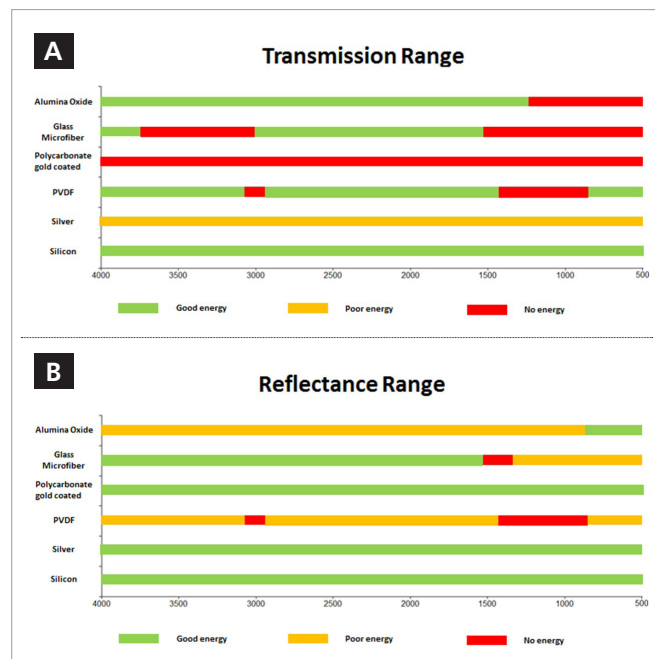 A
Transmission Range
Alumina Oxide
Glass
Microfiber
Polycarbonate
gold coated
PVDF
Silver
Silicon
4000 3500 3000 2500 2000 1500 1000 500
Good energy Poor energy No energy
B
Reflectance Range
Alumina Oxide
Glass
Microfiber
Polycarbonate
gold coated
PVDF
Silver
Silicon
4000 3500 3000 2500 2000 1500 1000 500
Good energy Poor energy No energy